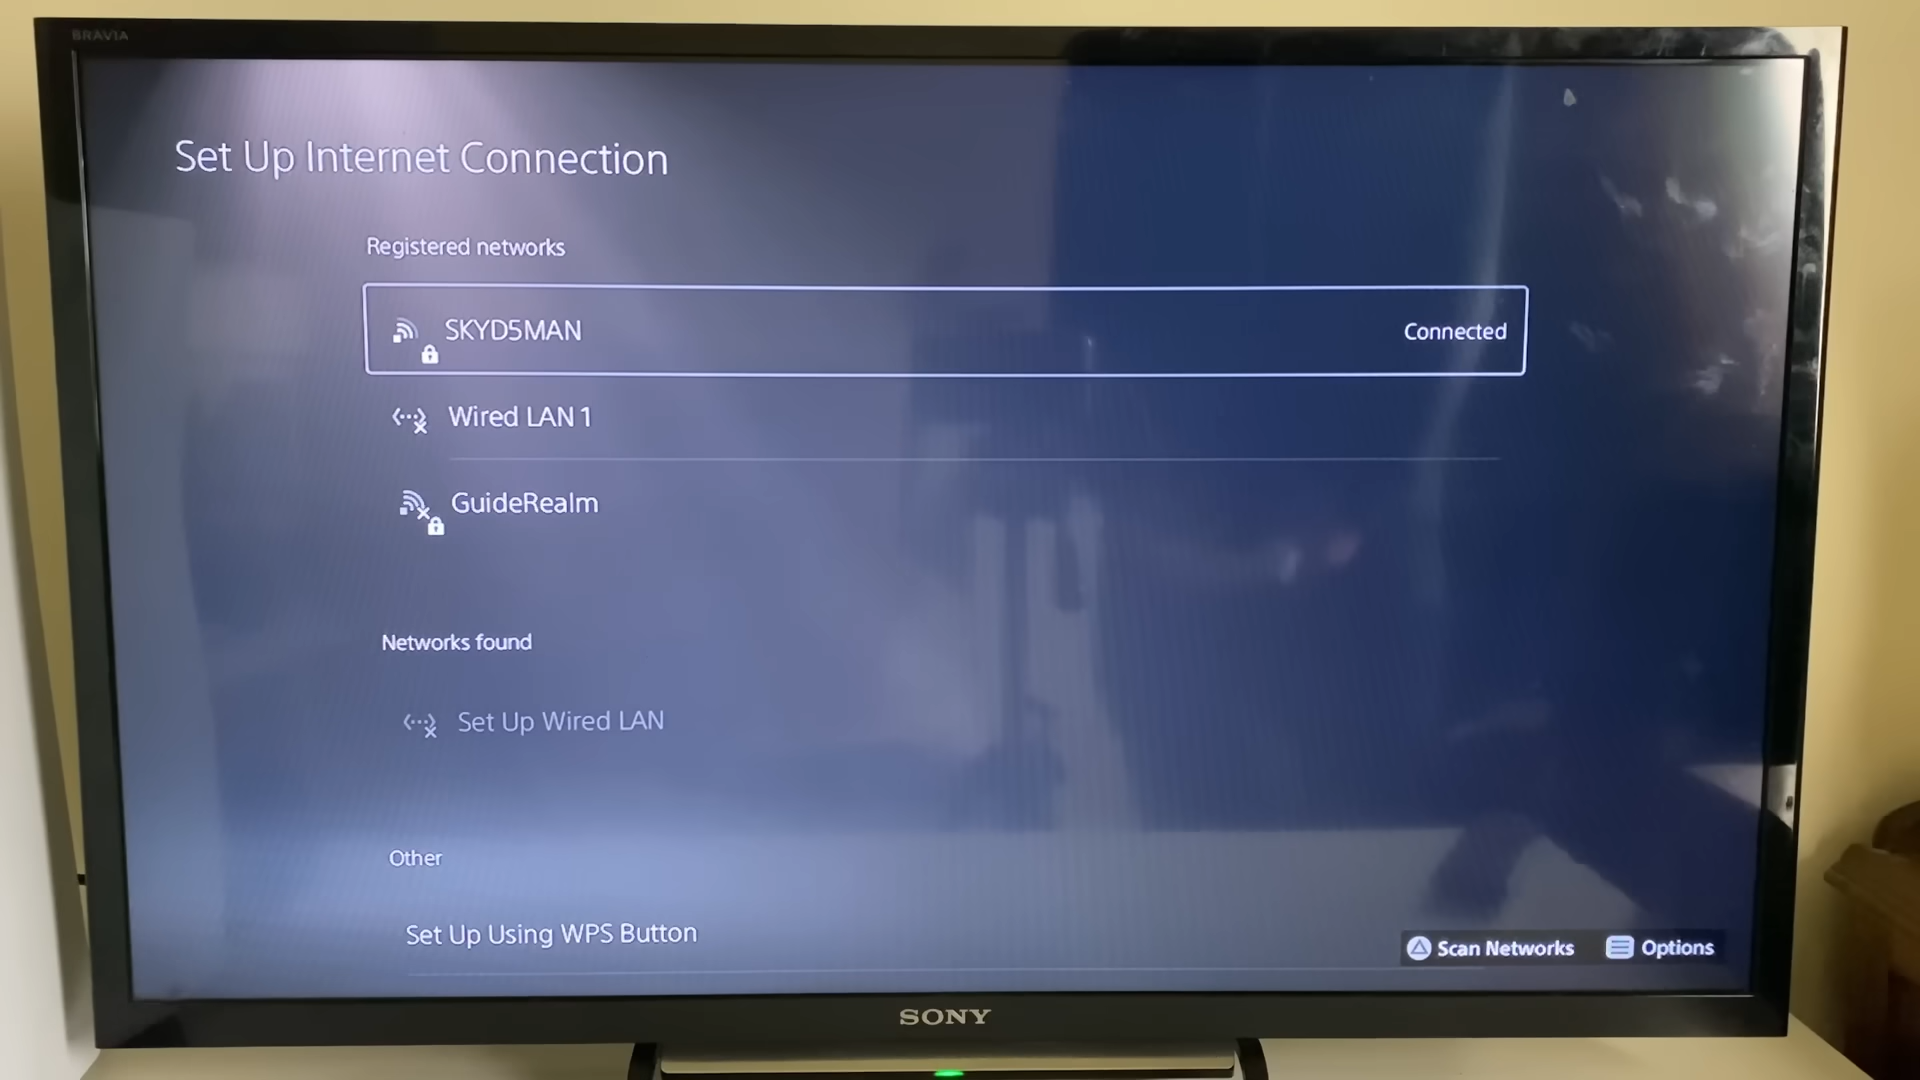 BRAVIA
Set Up Internet Connection
Registered networks
SKYD5MAN Connected
Wired LAN 1
GuideRealm
Networks found
Set Up Wired LAN
Other
Set Up Using WPS Button
Scan Networks Options
SONY